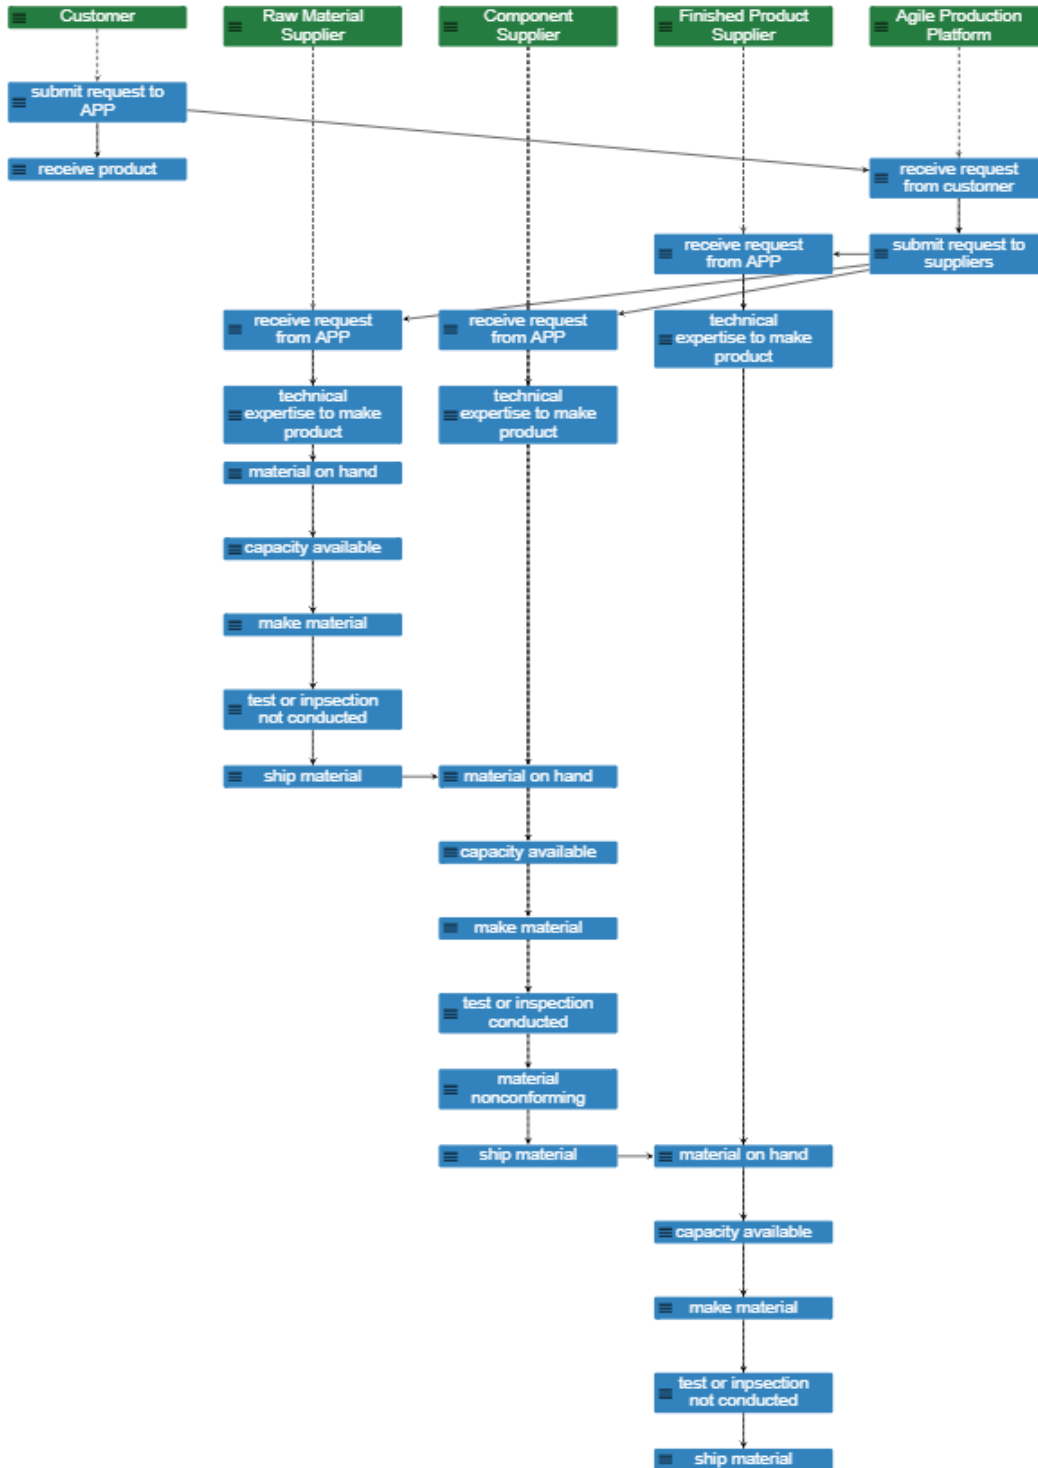 Customer
Raw Material
Supplier
Component
Supplier
Finished Product
Supplier
Agile Production
Platform
submit request to
APP
receive product
receive request
from customer
receive request
from APP
submit request to
suppliers
receive request
from APP
receive request
from APP
technical
expertise to make
product
technical
expertise to make
product
technical
expertise to make
product
material on hand
capacity available
make material
test or inpsection
not conducted
ship material
material on hand
capacity available
make material
test or inspection
conducted
material
nonconforming
ship material
material on hand
capacity available
make material
test or inpsection
not conducted
ship material